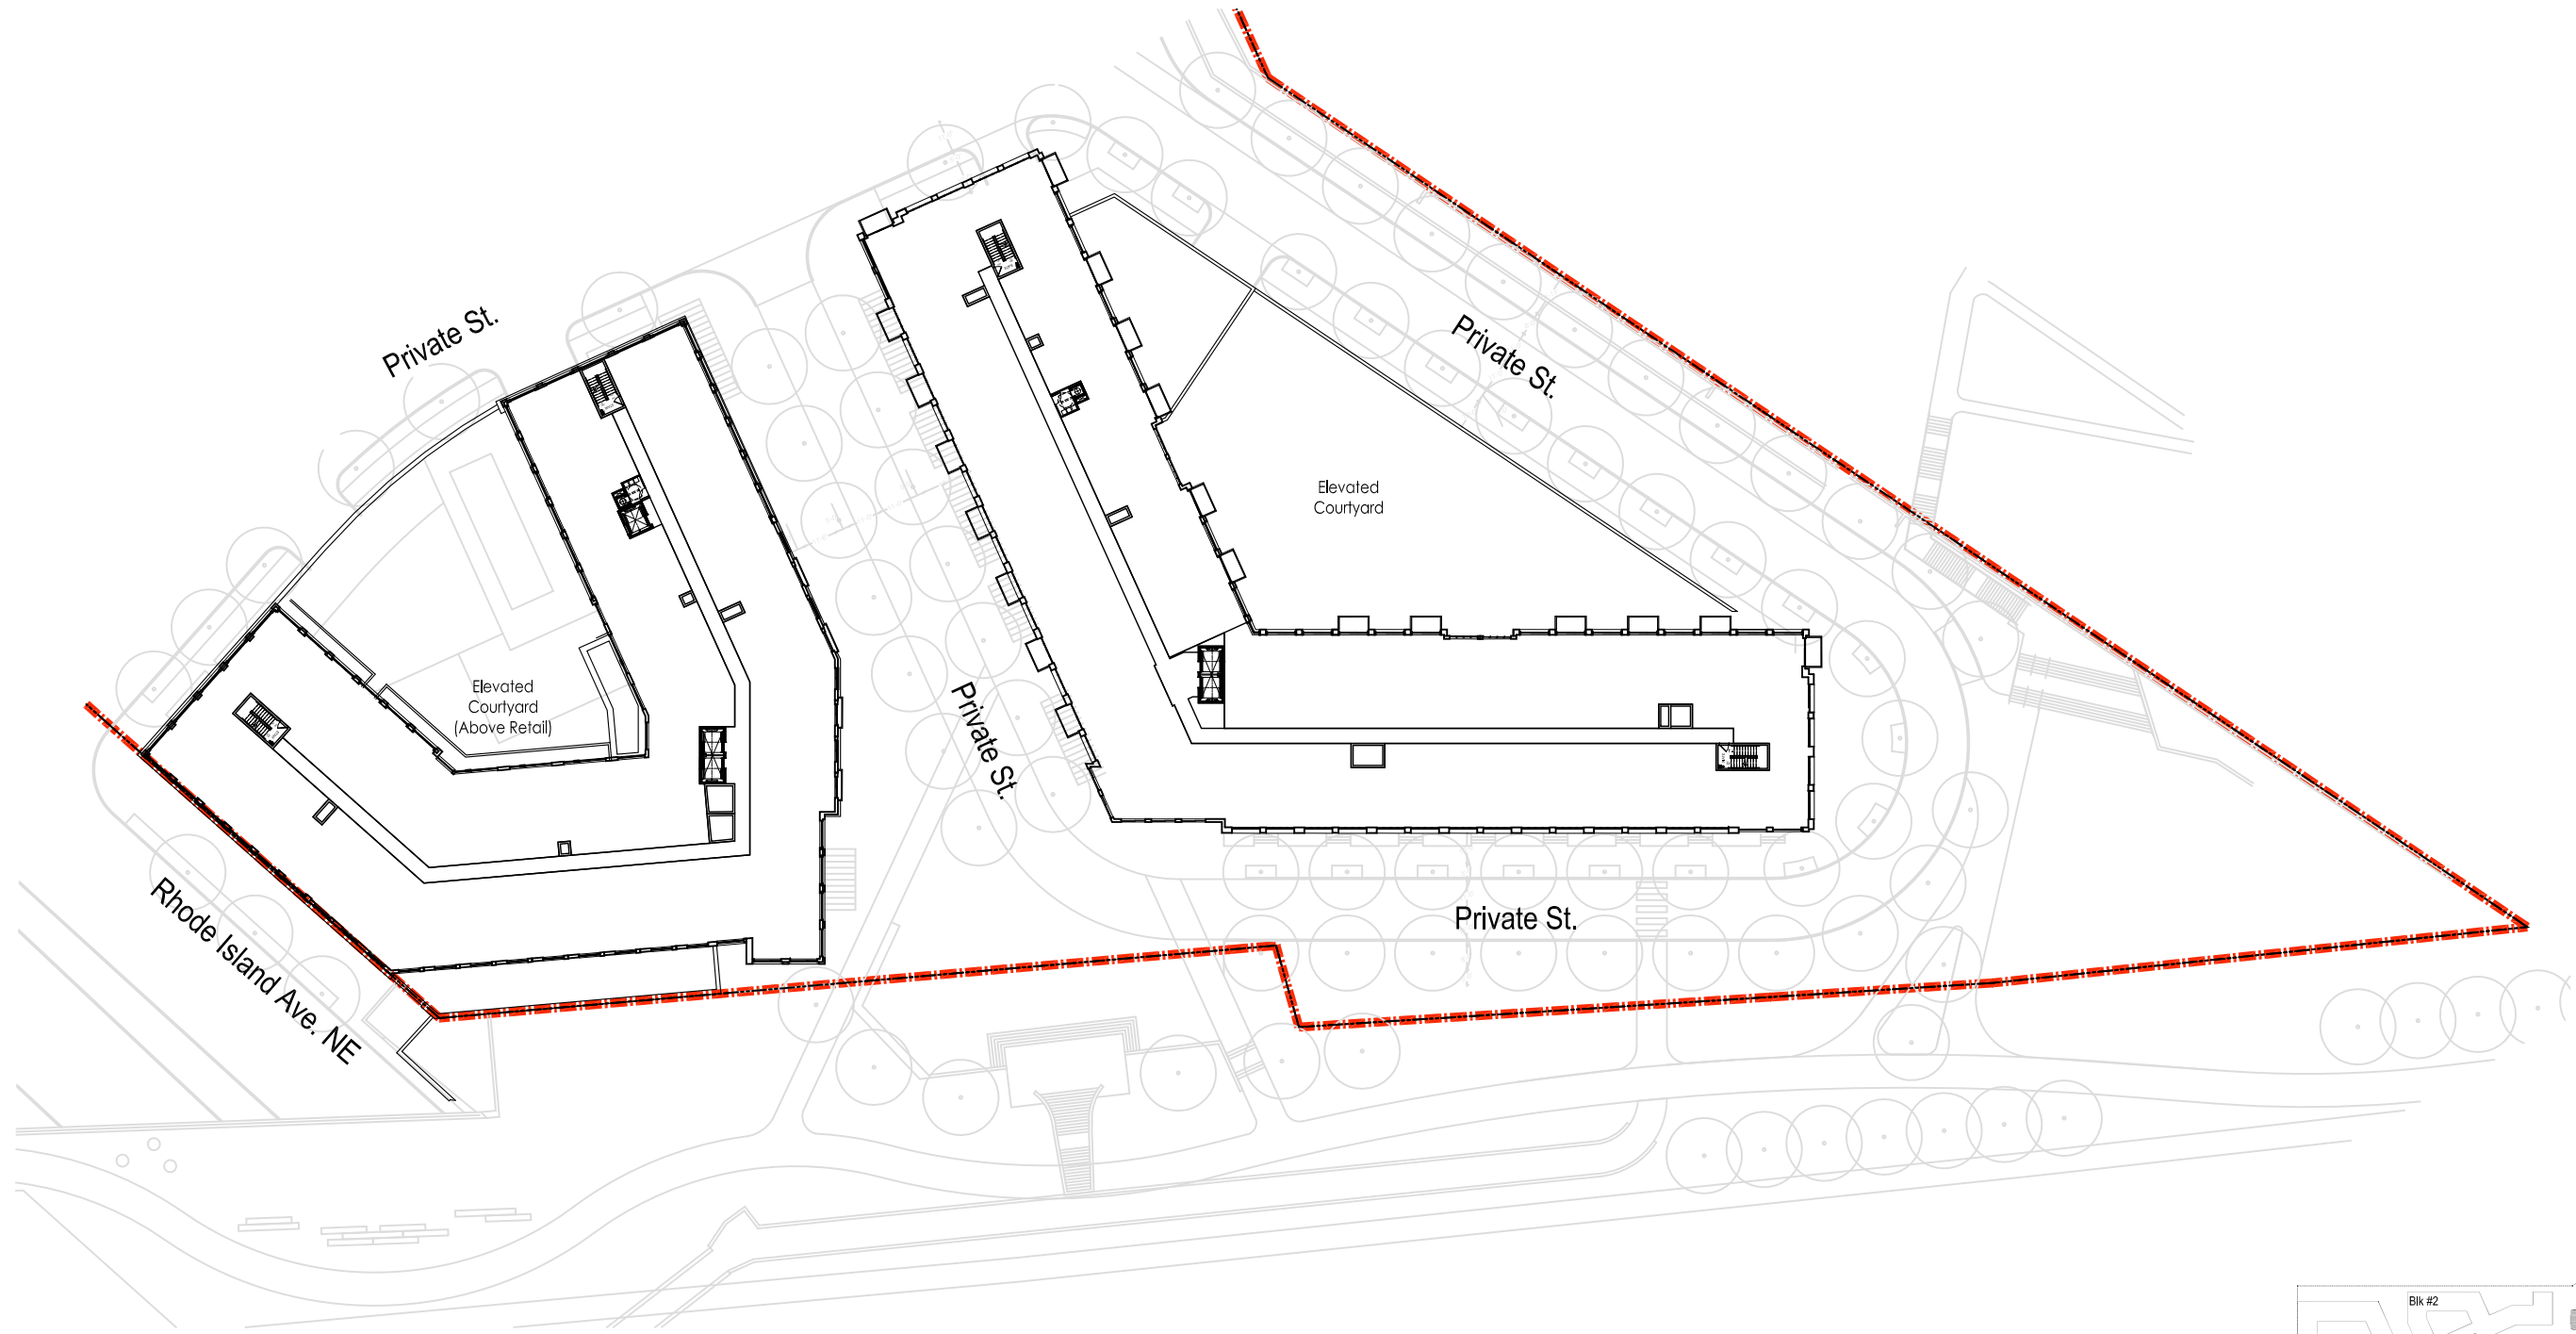 Private St.
Private St.
Elevated
Courtyard
Elevated
Courtyard
(Above Retail)
Private St.
Rhode Island Ave. NE
Private St.
Blk #2